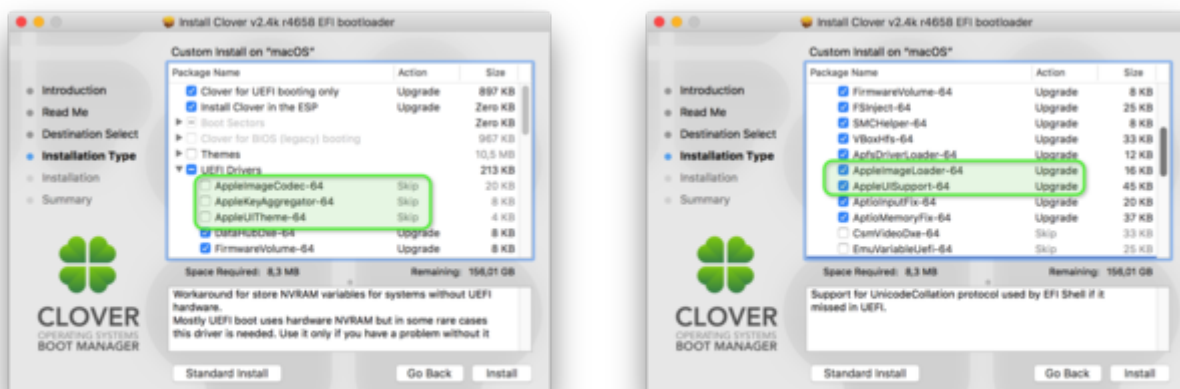 Install Clover v2.4k r4658 EFI bootloader
Custom Install on "macOS"
Package Name Action Size
Introduction
Read Me
Destination Select
Installation Type
Installation
Summary
Clover for UEFI booting only Upgrade 897 KB
Install Clover in the ESP Upgrade Zero KB
Boot Sectors Zero KB
Clover for BIOS (legacy) booting 967 KB
Themes 10,5 MB
UEFI Drivers 213 KB
AppleImageCodec-64 Skip 20 KB
AppleKeyAggregator-64 Skip 8 KB
AppleUITheme-64 Skip 4 KB
DataHubDxe-64 Upgrade 8 KB
FirmwareVolume-64 Upgrade 8 KB
Space Required: 8,3 MB Remaining: 156,01 GB
Workaround for store NVRAM variables for systems without UEFI
hardware.
Mostly UEFI boot uses hardware NVRAM but in some rare cases
this driver is needed. Use it only if you have a problem without it
CLOVER
OPERATING SYSTEMS
BOOT MANAGER
Standard Install Go Back Install
Install Clover v2.4k r4658 EFI bootloader
Custom Install on "macOS"
Package Name Action Size
Introduction
Read Me
Destination Select
Installation Type
Installation
Summary
FirmwareVolume-64 Upgrade 8 KB
FSInject-64 Upgrade 25 KB
SMCHelper-64 Upgrade 8 KB
VBoxHfs-64 Upgrade 33 KB
ApfsDriverLoader-64 Upgrade 12 KB
AppleImageLoader-64 Upgrade 16 KB
AppleUISupport-64 Upgrade 45 KB
AptioInputFix-64 Upgrade 20 KB
AptioMemoryFix-64 Upgrade 37 KB
CsmVideoDxe-64 Skip 33 KB
EmuVariableUefi-64 Skip 25 KB
Space Required: 8,3 MB Remaining: 156,01 GB
Support for UnicodeCollation protocol used by EFI Shell if it
missed in UEFI.
CLOVER
OPERATING SYSTEMS
BOOT MANAGER
Standard Install Go Back Install